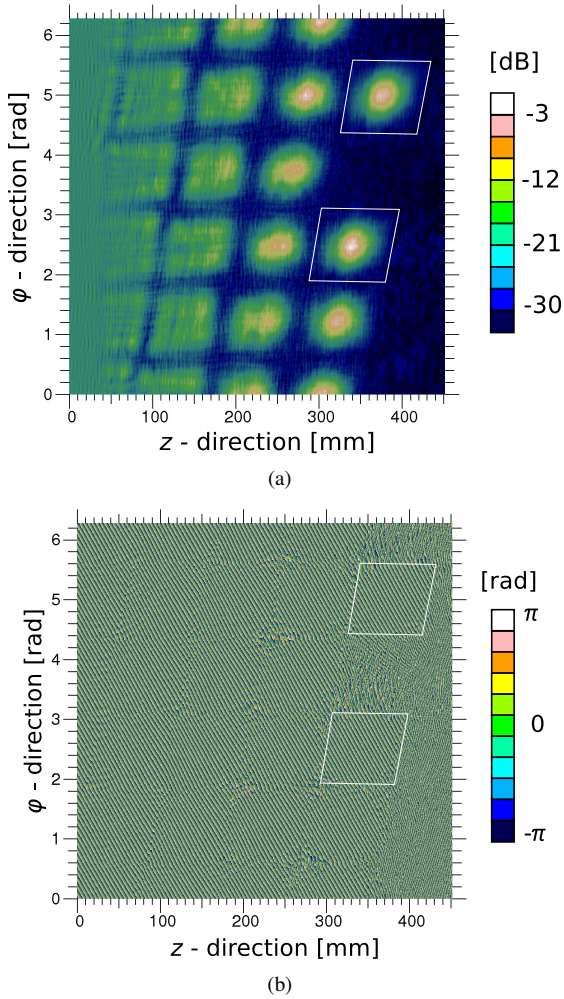 [dB]
-3
-12
-21
-30
6
5
4
3
2
1
0
φ - direction [rad]
0 100 200 300 400
z - direction [mm]
(a)
[rad]
π
0
-π
6
5
4
3
2
1
0
φ - direction [rad]
0 100 200 300 400
z - direction [mm]
(b)